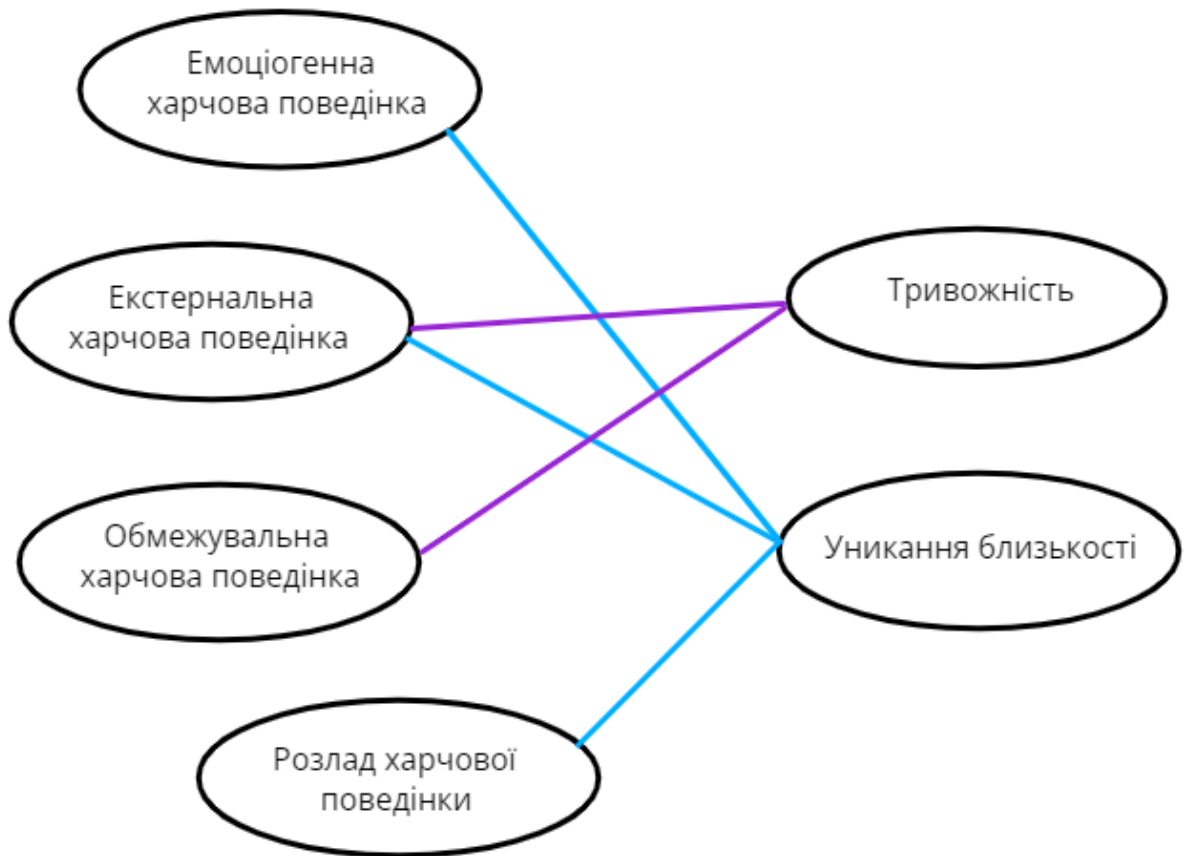 Емоціогенна
харчова поведінка
Екстернальна
харчова поведінка
Тривожність
Обмежувальна
харчова поведінка
Уникання близькості
Розлад харчової
поведінки